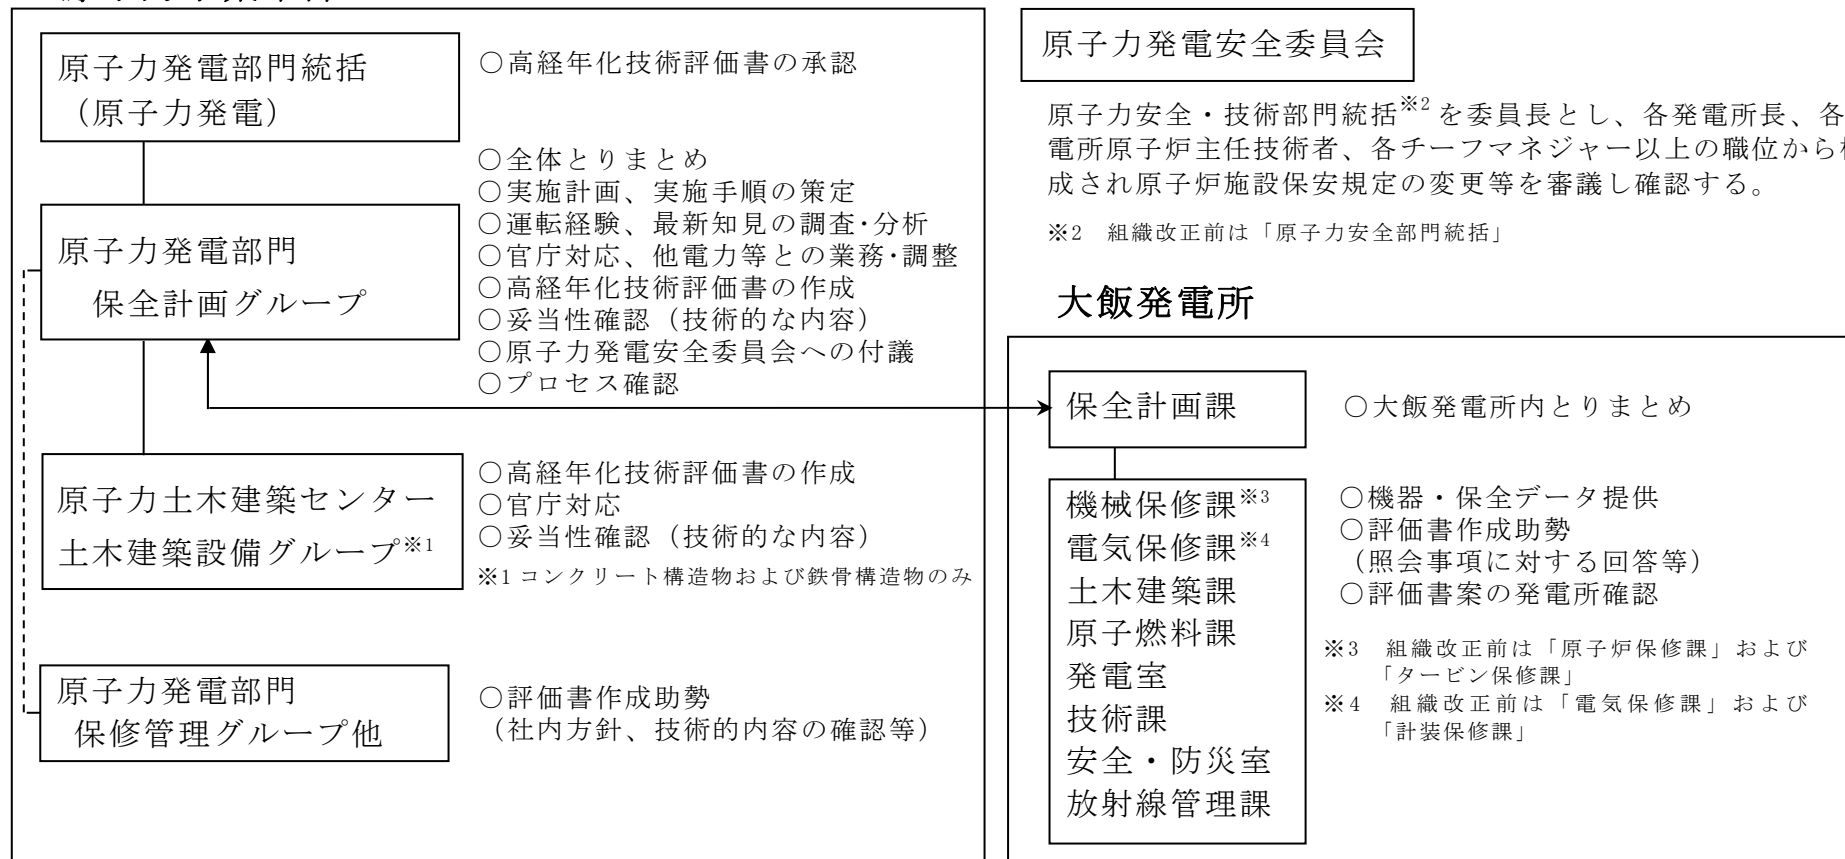 原子力発電部門統括
（原子力発電）
○高経年化技術評価書の承認
○全体とりまとめ
○実施計画、実施手順の策定
○運転経験、最新知見の調査･分析
○官庁対応、他電力等との業務･調整
○高経年化技術評価書の作成
○妥当性確認（技術的な内容）
○原子力発電安全委員会への付議
○プロセス確認
原子力発電部門
保全計画グループ
原子力土木建築センター
土木建築設備グループ※1
○高経年化技術評価書の作成
○官庁対応
○妥当性確認（技術的な内容）
※1 コンクリート構造物および鉄骨構造物のみ
原子力発電部門
保修管理グループ他
○評価書作成助勢
（社内方針、技術的内容の確認等）
原子力発電安全委員会
原子力安全・技術部門統括※2を委員長とし、各発電所長、各
電所原子炉主任技術者、各チーフマネジャー以上の職位から
成され原子炉施設保安規定の変更等を審議し確認する。
※2　組織改正前は「原子力安全部門統括」
大飯発電所
保全計画課
○大飯発電所内とりまとめ
機械保修課※3
電気保修課※4
土木建築課
原子燃料課
発電室
技術課
安全・防災室
放射線管理課
○機器・保全データ提供
○評価書作成助勢
（照会事項に対する回答等）
○評価書案の発電所確認
※3　組織改正前は「原子炉保修課」および
「タービン保修課」
※4　組織改正前は「電気保修課」および
「計装保修課」